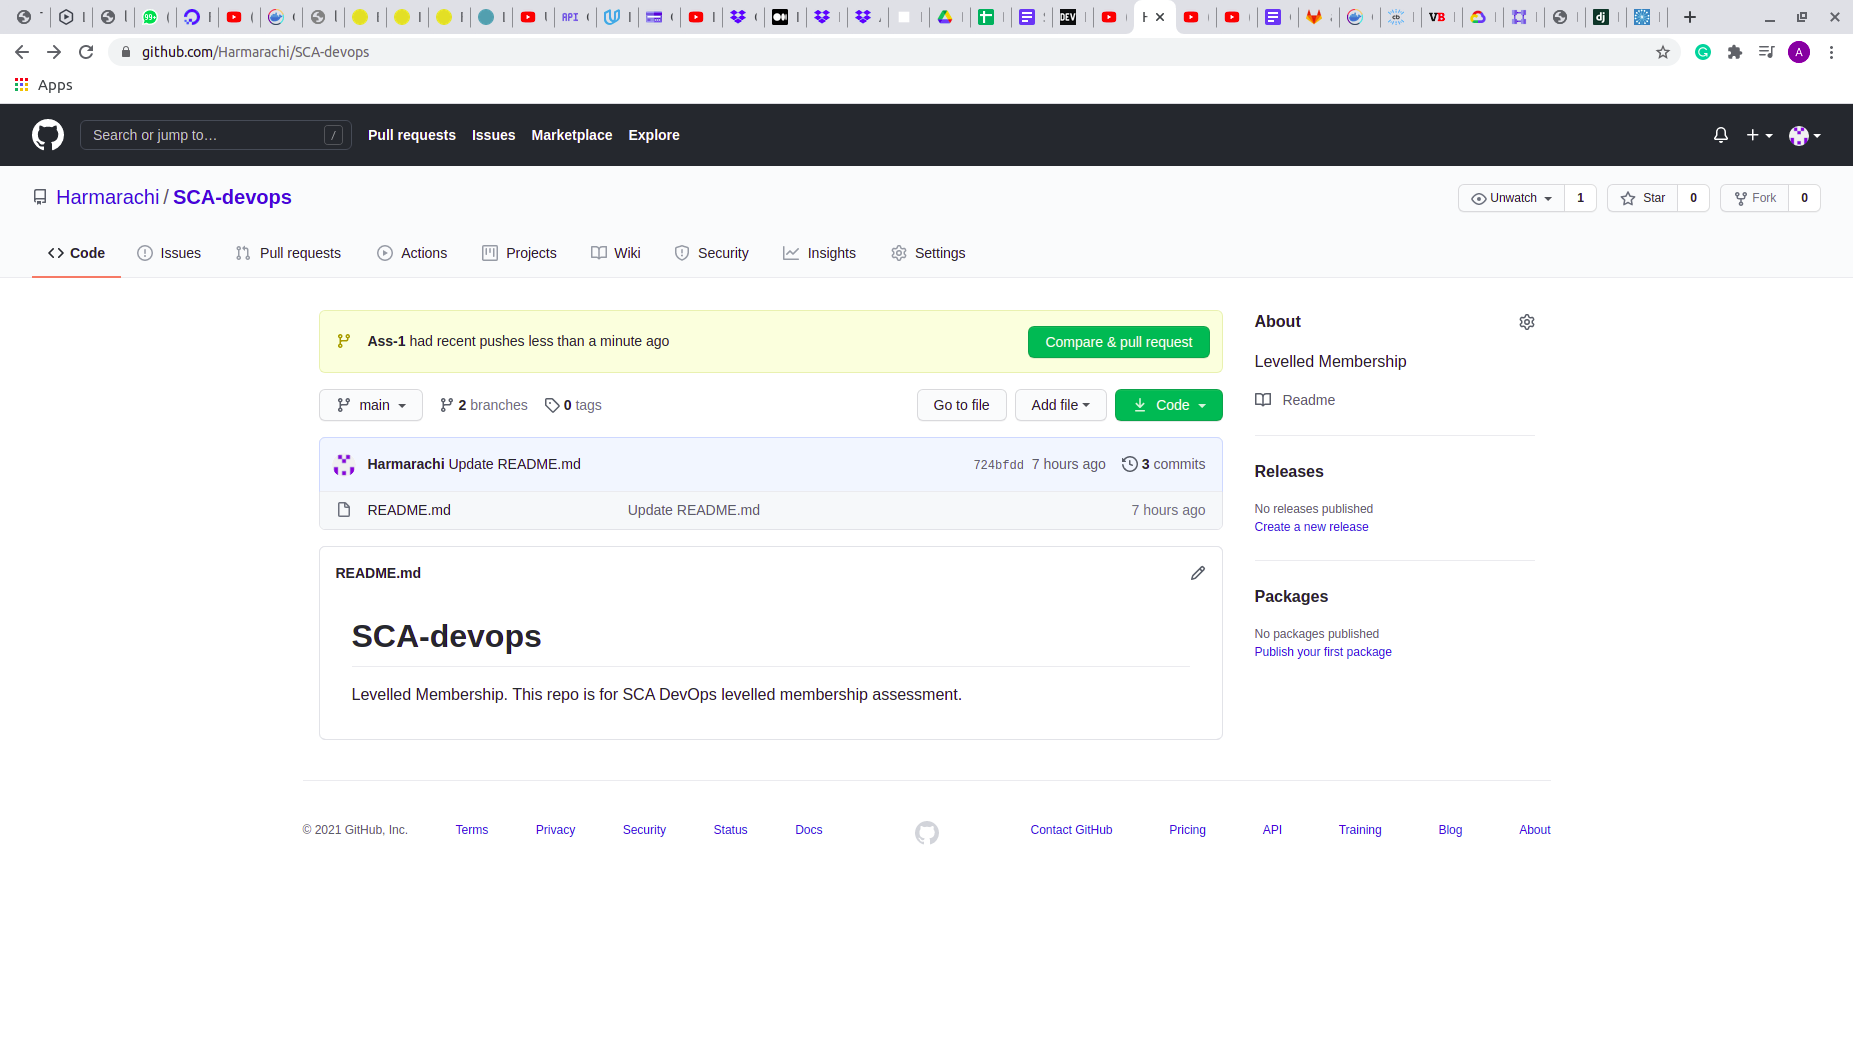 github.com/Harmarachi/SCA-devops
A
Apps
Search or jump to…
/
Pull requests
Issues
Marketplace
Explore
Harmarachi / SCA-devops
Unwatch
1
Star
0
Fork
0
Code
Issues
Pull requests
Actions
Projects
Wiki
Security
Insights
Settings
Ass-1 had recent pushes less than a minute ago
Compare & pull request
main
2 branches
0 tags
Go to file
Add file
Code
Harmarachi Update README.md
724bfdd 7 hours ago
3 commits
README.md
Update README.md
7 hours ago
README.md
SCA-devops
Levelled Membership. This repo is for SCA DevOps levelled membership assessment.
About
Levelled Membership
Readme
Releases
No releases published
Create a new release
Packages
No packages published
Publish your first package
© 2021 GitHub, Inc.
Terms
Privacy
Security
Status
Docs
Contact GitHub
Pricing
API
Training
Blog
About